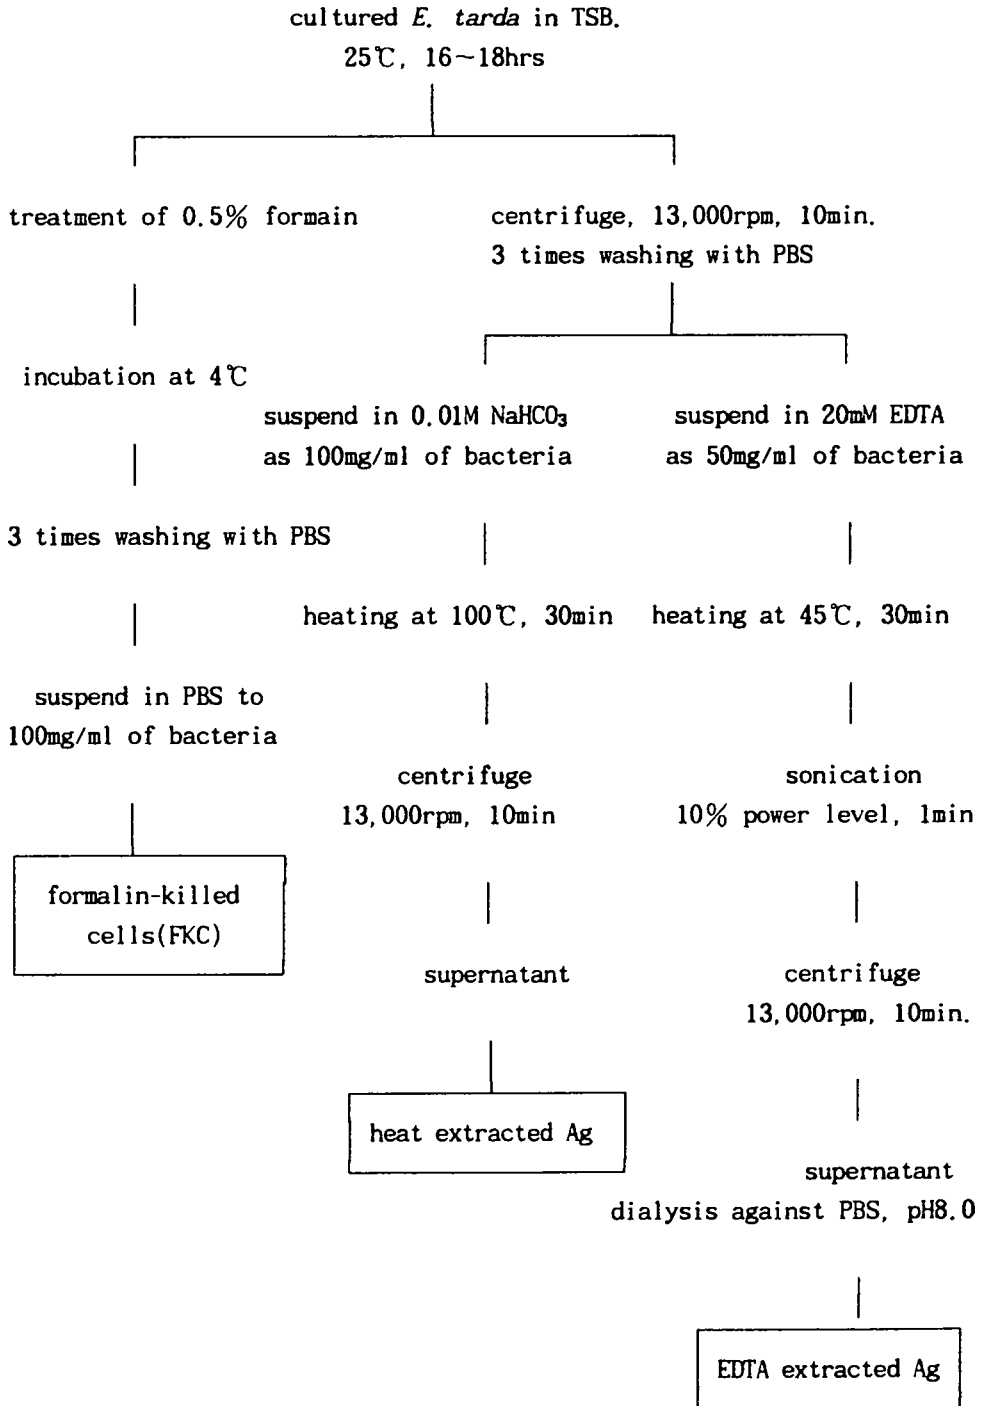 cultured E. tarda in TSB.
25℃, 16~18hrs
treatment of 0.5% formain
centrifuge, 13,000rpm, 10min.
3 times washing with PBS
incubation at 4℃
suspend in 0.01M NaHCO₃
as 100mg/ml of bacteria
suspend in 20mM EDTA
as 50mg/ml of bacteria
3 times washing with PBS
heating at 100℃, 30min
heating at 45℃, 30min
suspend in PBS to
100mg/ml of bacteria
centrifuge
13,000rpm, 10min
sonication
10% power level, 1min
formalin-killed
cells(FKC)
supernatant
centrifuge
13,000rpm, 10min.
heat extracted Ag
supernatant
dialysis against PBS, pH8.0
EDTA extracted Ag